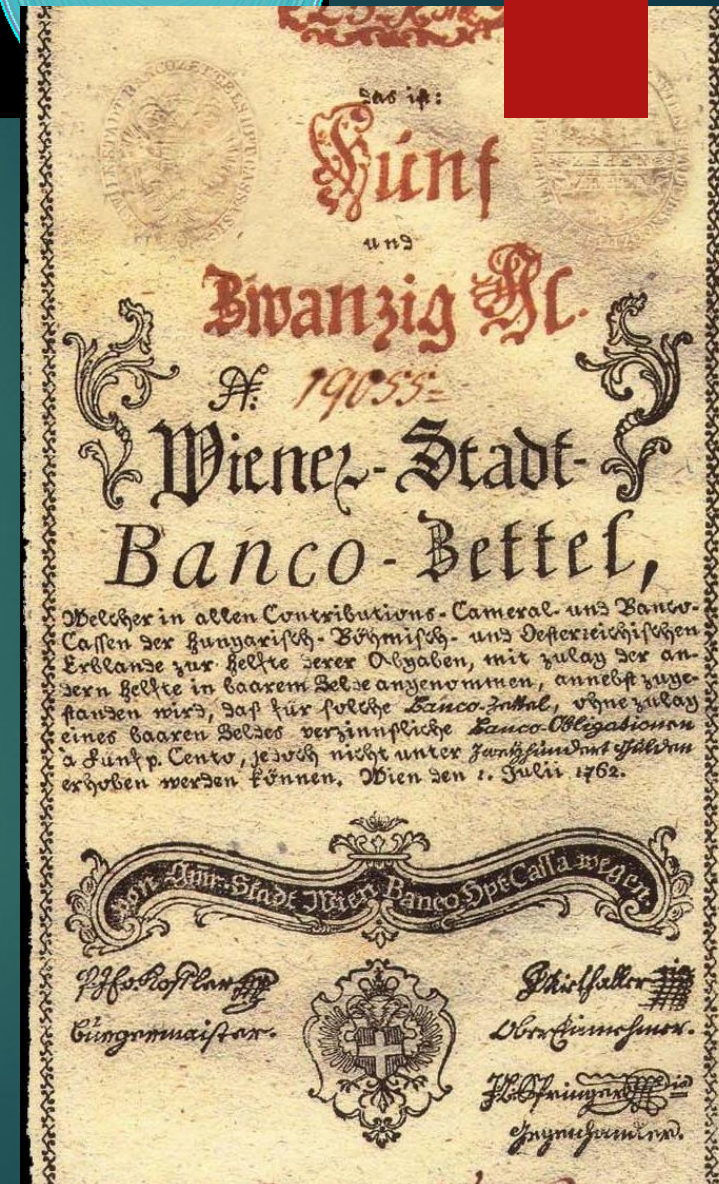 das ist:
Fünf
und
Zwanzig Fl.
N: 19055=
Wiener-Stadt-
Banco-Zettel,
Welcher in allen Contributions-Cameral- und Banco-
Cassen der Hungarisch-Böhmisch- und Oesterreichischen
Erblande zur Helfte derer Abgaben, mit zulag der an-
dern Helfte in baarem Gelde angenommen, annebst zuge-
standen wird, daß für solche Banco-Zettel, ohne zulag
eines baaren Geldes verzinnsliche Banco-Obligationen
à Fünf p. Cento, jedoch nicht unter Zweyhundert Gulden
erhoben werden können. Wien den 1. Julii 1762.
von Stadt Wien Banco Cassa wegen
Burgermaister.
Ober Einnehmer.
Gegenhandler.